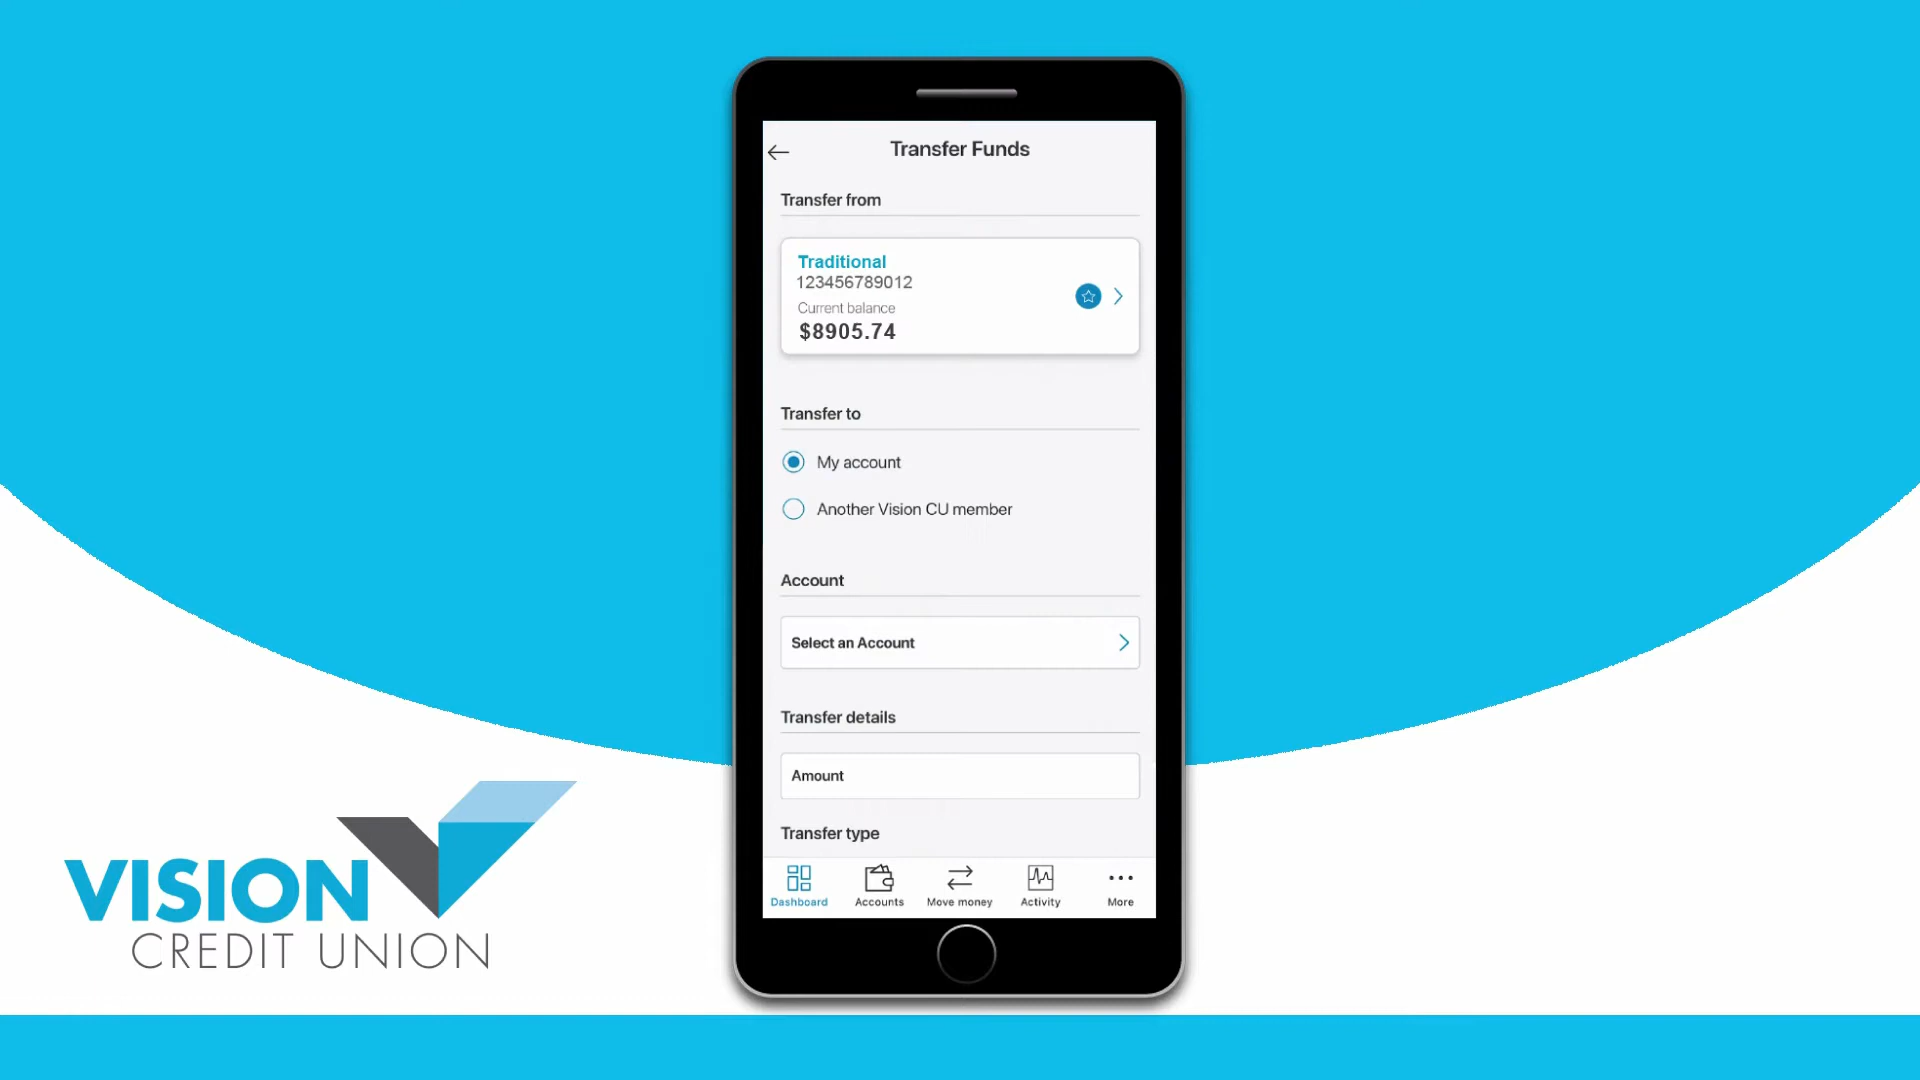 Transfer Funds
Transfer from
Traditional
123456789012
Current balance
$8905.74
Transfer to
My account
Another Vision CU member
Account
Select an Account
Transfer details
Amount
Transfer type
Dashboard Accounts Move money Activity More
VISION
CREDIT UNION